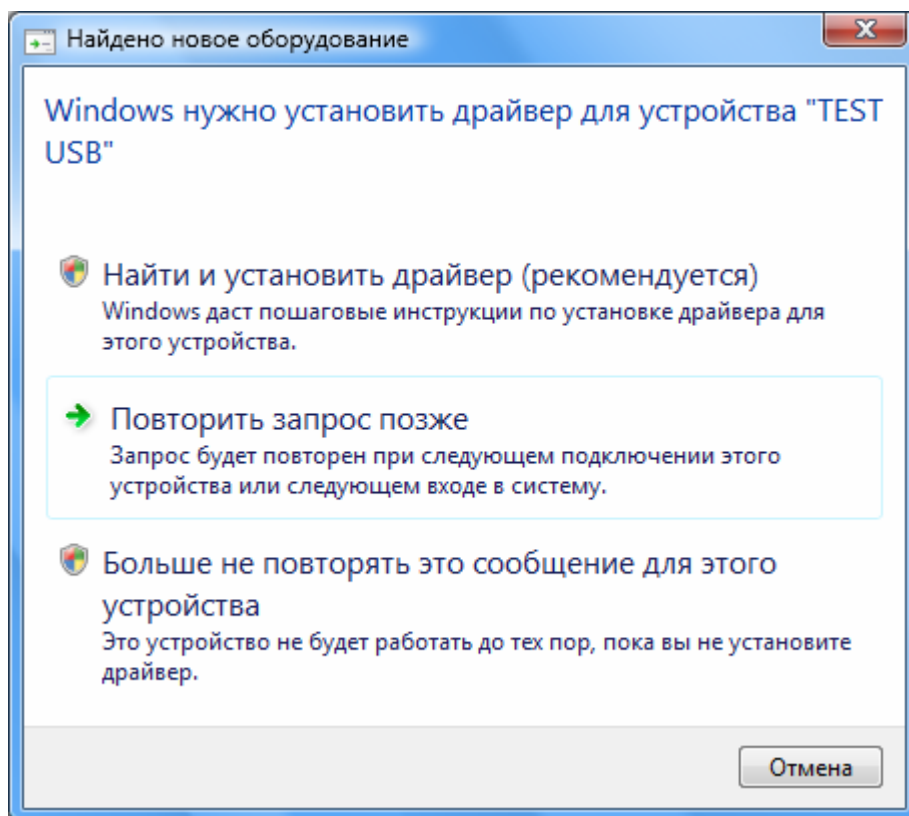 Найдено новое оборудование
Windows нужно установить драйвер для устройства "TEST
USB"
Найти и установить драйвер (рекомендуется)
Windows даст пошаговые инструкции по установке драйвера для
этого устройства.
Повторить запрос позже
Запрос будет повторен при следующем подключении этого
устройства или следующем входе в систему.
Больше не повторять это сообщение для этого
устройства
Это устройство не будет работать до тех пор, пока вы не установите
драйвер.
Отмена